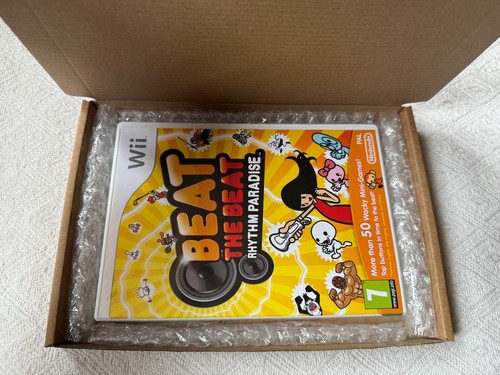 Wii
BEAT
THE BEAT
RHYTHM PARADISE
PAL
Nintendo
More than 50 Wacky Mini-Games!
Tap buttons in time to the beat!
7